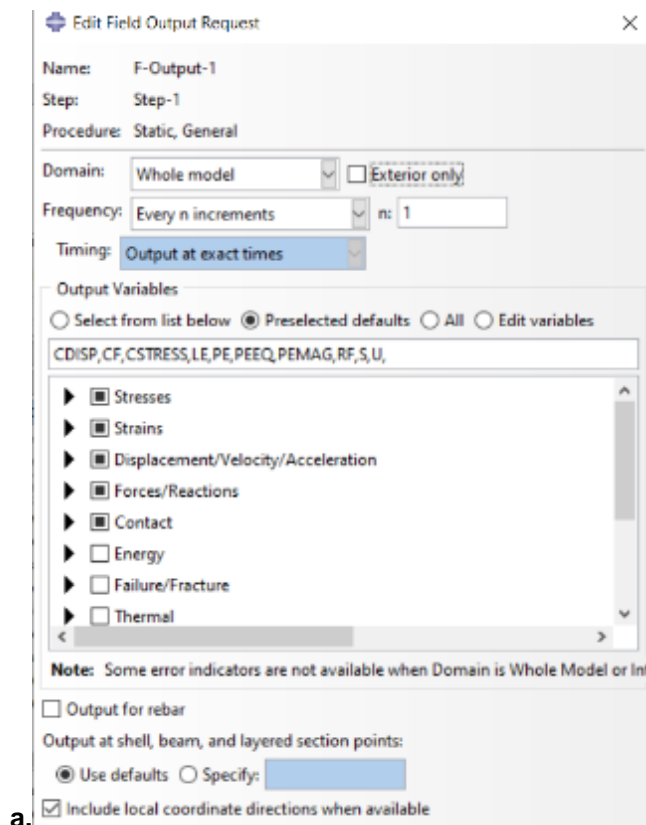 Edit Field Output Request
Name: F-Output-1
Step: Step-1
Procedure: Static, General
Domain: Whole model Exterior only
Frequency: Every n increments n: 1
Timing: Output at exact times
Output Variables
Select from list below Preselected defaults All Edit variables
CDISP,CF,CSTRESS,LE,PE,PEEQ,PEMAG,RF,S,U,
Stresses
Strains
Displacement/Velocity/Acceleration
Forces/Reactions
Contact
Energy
Failure/Fracture
Thermal
Note: Some error indicators are not available when Domain is Whole Model or Int
Output for rebar
Output at shell, beam, and layered section points:
Use defaults Specify:
a. Include local coordinate directions when available